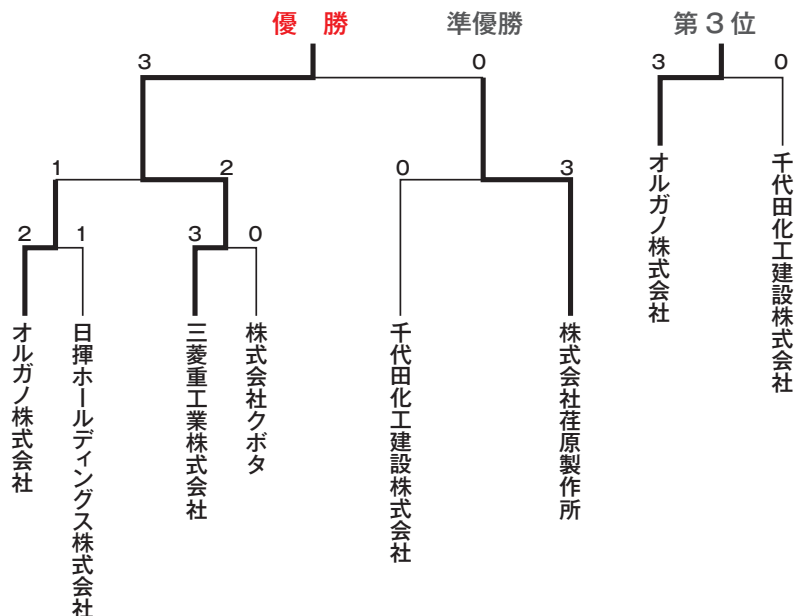 優　勝
準優勝
第３位
3
0
3
0
1
2
0
3
2
1
3
0
オルガノ株式会社
日揮ホールディングス株式会社
三菱重工業株式会社
株式会社クボタ
千代田化工建設株式会社
株式会社荏原製作所
オルガノ株式会社
千代田化工建設株式会社